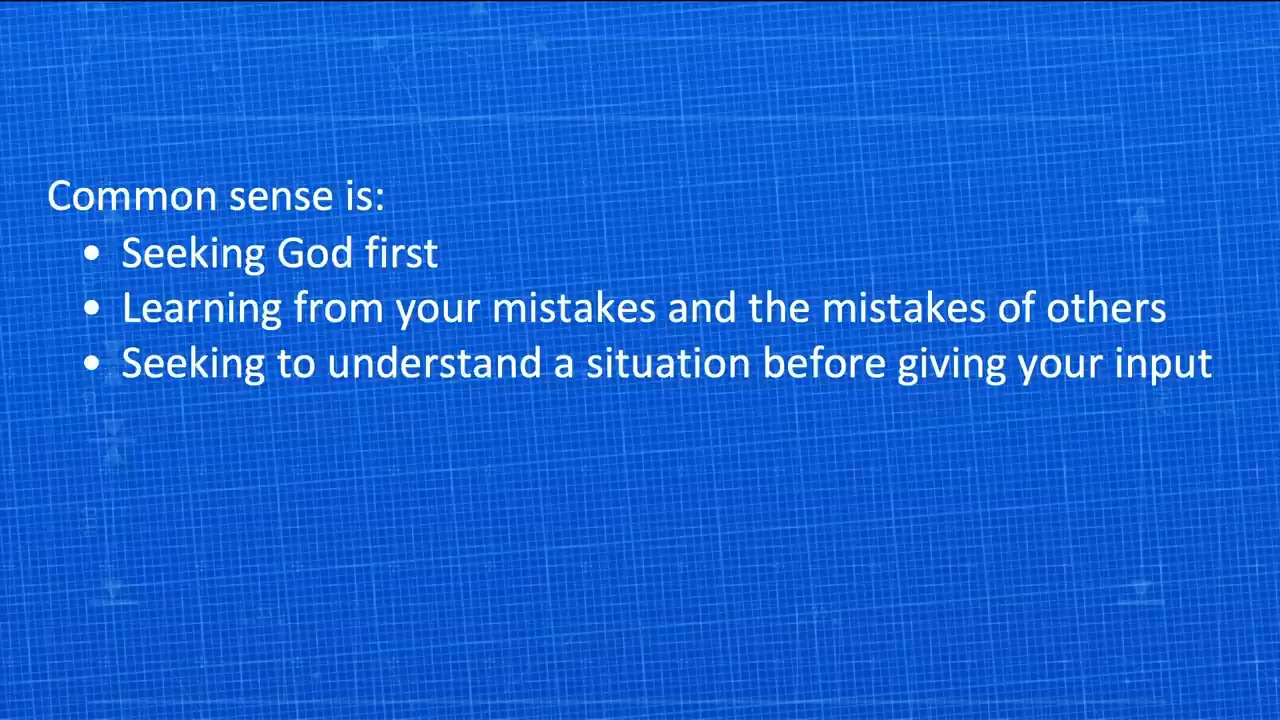 Common sense is:
• Seeking God first
• Learning from your mistakes and the mistakes of others
• Seeking to understand a situation before giving your input